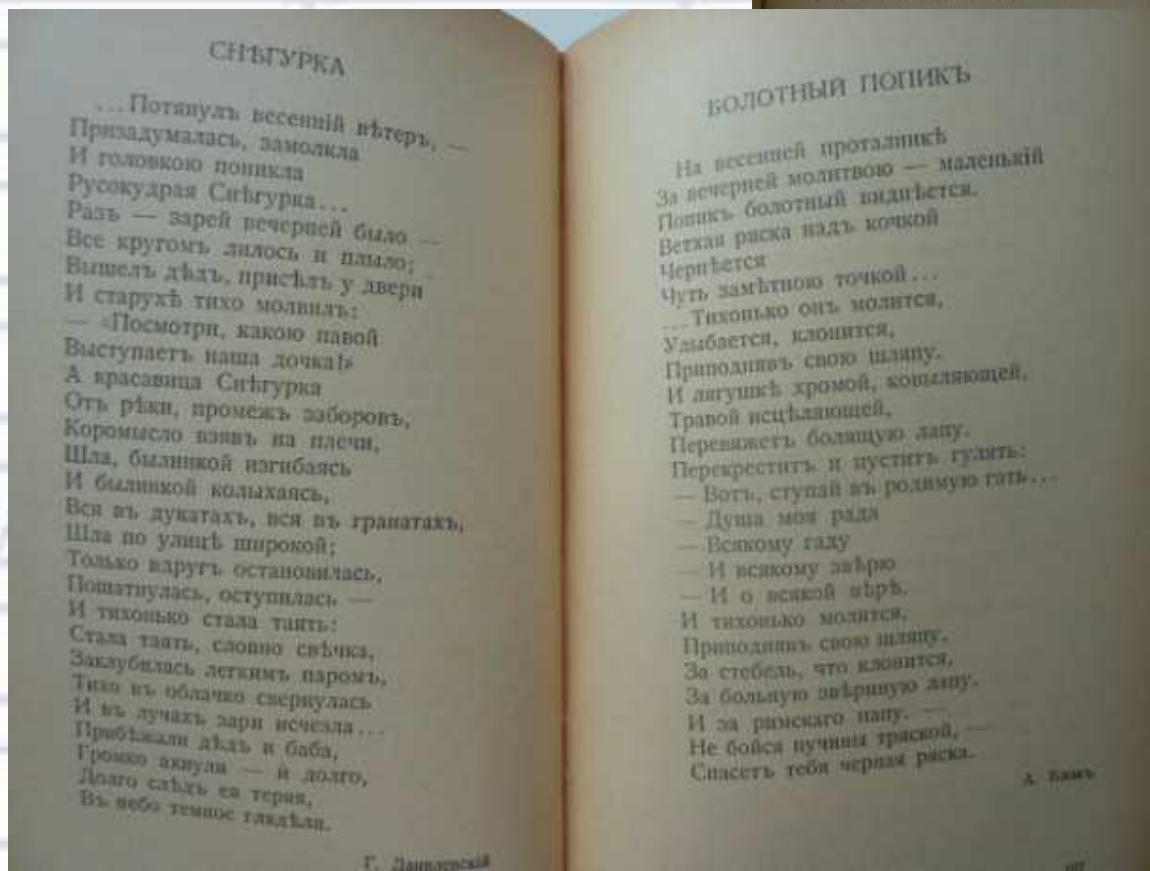 СНѢГУРКА
...Потянулъ весенній вѣтеръ, —
Призадумалась, замолкла
И головкою поникла
Русокудрая Снѣгурка...
Разъ — зарей вечерней было —
Все кругомъ лилось и плыло;
Вышелъ дѣдъ, присѣлъ у двери
И старухѣ тихо молвилъ:
— «Посмотри, какою павой
Выступаетъ наша дочка!»
А красавица Снѣгурка
Отъ рѣки, промежъ заборовъ,
Коромысло взявъ на плечи,
Шла, былинкой изгибаясь
И былинкой колыхаясь,
Вся въ дукатахъ, вся въ гранатахъ,
Шла по улицѣ широкой;
Только вдругъ остановилась,
Пошатнулась, оступилась —
И тихонько стала таять:
Стала таять, словно свѣчка,
Заклубилась легкимъ паромъ,
Тихо въ облачко свернулась
И въ лучахъ зари исчезла...
Прибѣжали дѣдъ и баба,
Громко ахнули — и долго,
Долго слѣдъ ея теряя,
Въ небо темное глядѣли.
Г. Данилевскій
БОЛОТНЫЙ ПОПИКЪ
На весенней проталинкѣ
За вечерней молитвою — маленькій
Попикъ болотный виднѣется.
Ветхая ряска надъ кочкой
Чернѣется
Чуть замѣтною точкой...
...Тихонько онъ молится,
Улыбается, клонится,
Приподнявъ свою шляпу.
И лягушкѣ хромой, ковыляющей,
Травой исцѣляющей,
Перевяжетъ болящую лапу.
Перекреститъ и пуститъ гулять:
— Вотъ, ступай въ родимую гать...
— Душа моя рада
— Всякому гаду
— И всякому звѣрю
— И о всякой вѣрѣ.
И тихонько молится,
Приподнявъ свою шляпу,
За стебель, что клонится,
За больную звѣриную лапу,
И за римскаго папу. —
Не бойся пучины тряской, —
Спасетъ тебя черная ряска.
А. Блокъ